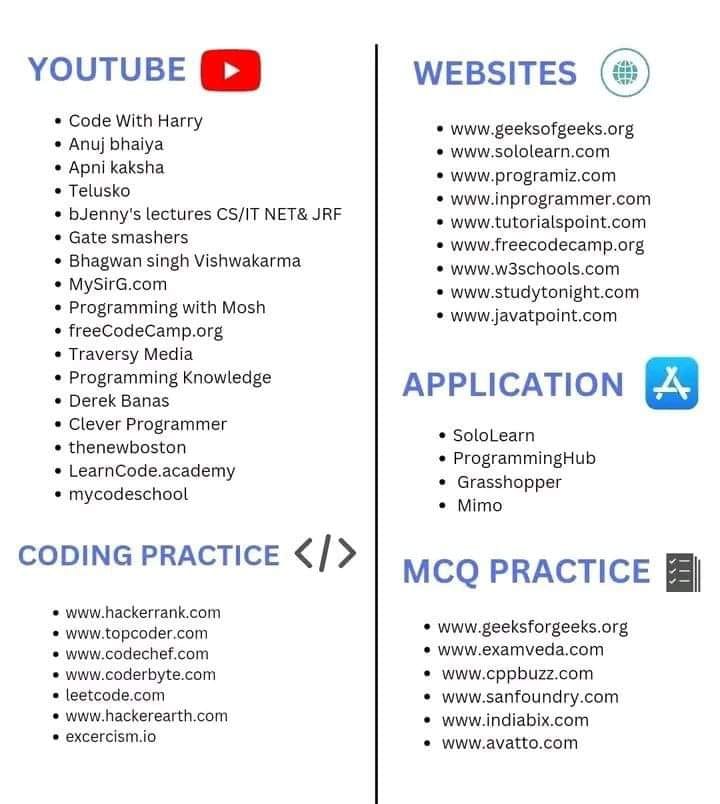 YOUTUBE
Code With Harry
Anuj bhaiya
Apni kaksha
Telusko
bJenny's lectures CS/IT NET& JRF
Gate smashers
Bhagwan singh Vishwakarma
MySirG.com
Programming with Mosh
freeCodeCamp.org
Traversy Media
Programming Knowledge
Derek Banas
Clever Programmer
thenewboston
LearnCode.academy
mycodeschool
CODING PRACTICE </>
www.hackerrank.com
www.topcoder.com
www.codechef.com
www.coderbyte.com
leetcode.com
www.hackerearth.com
excercism.io
WEBSITES
www.geeksofgeeks.org
www.sololearn.com
www.programiz.com
www.inprogrammer.com
www.tutorialspoint.com
www.freecodecamp.org
www.w3schools.com
www.studytonight.com
www.javatpoint.com
APPLICATION
SoloLearn
ProgrammingHub
Grasshopper
Mimo
MCQ PRACTICE
www.geeksforgeeks.org
www.examveda.com
www.cppbuzz.com
www.sanfoundry.com
www.indiabix.com
www.avatto.com